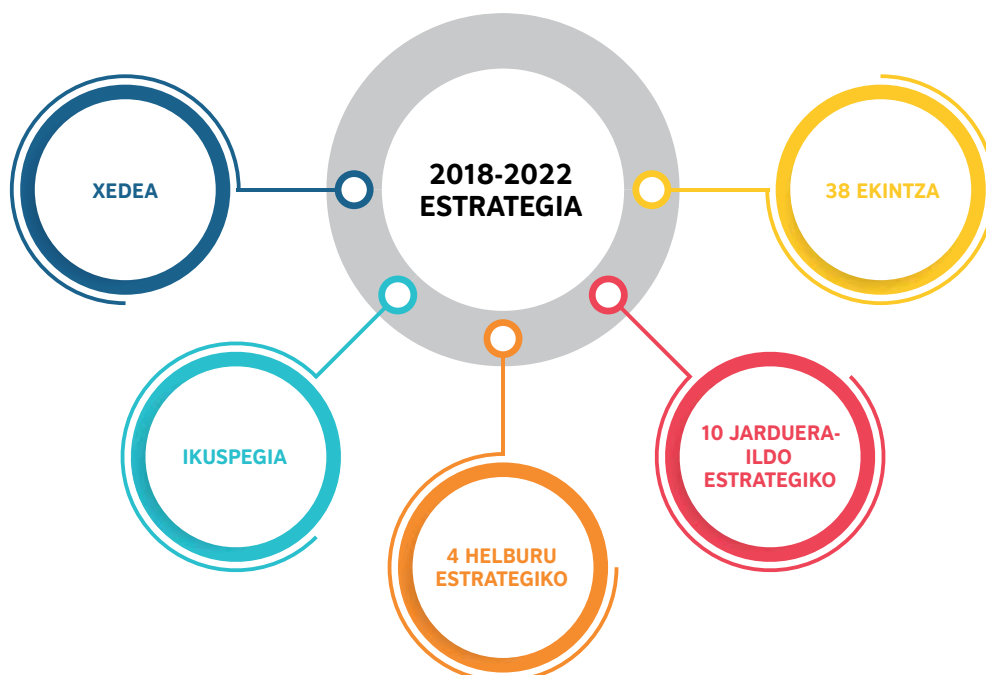 2018-2022
ESTRATEGIA
XEDEA
38 EKINTZA
IKUSPEGIA
10 JARDUERA-
ILDO
ESTRATEGIKO
4 HELBURU
ESTRATEGIKO